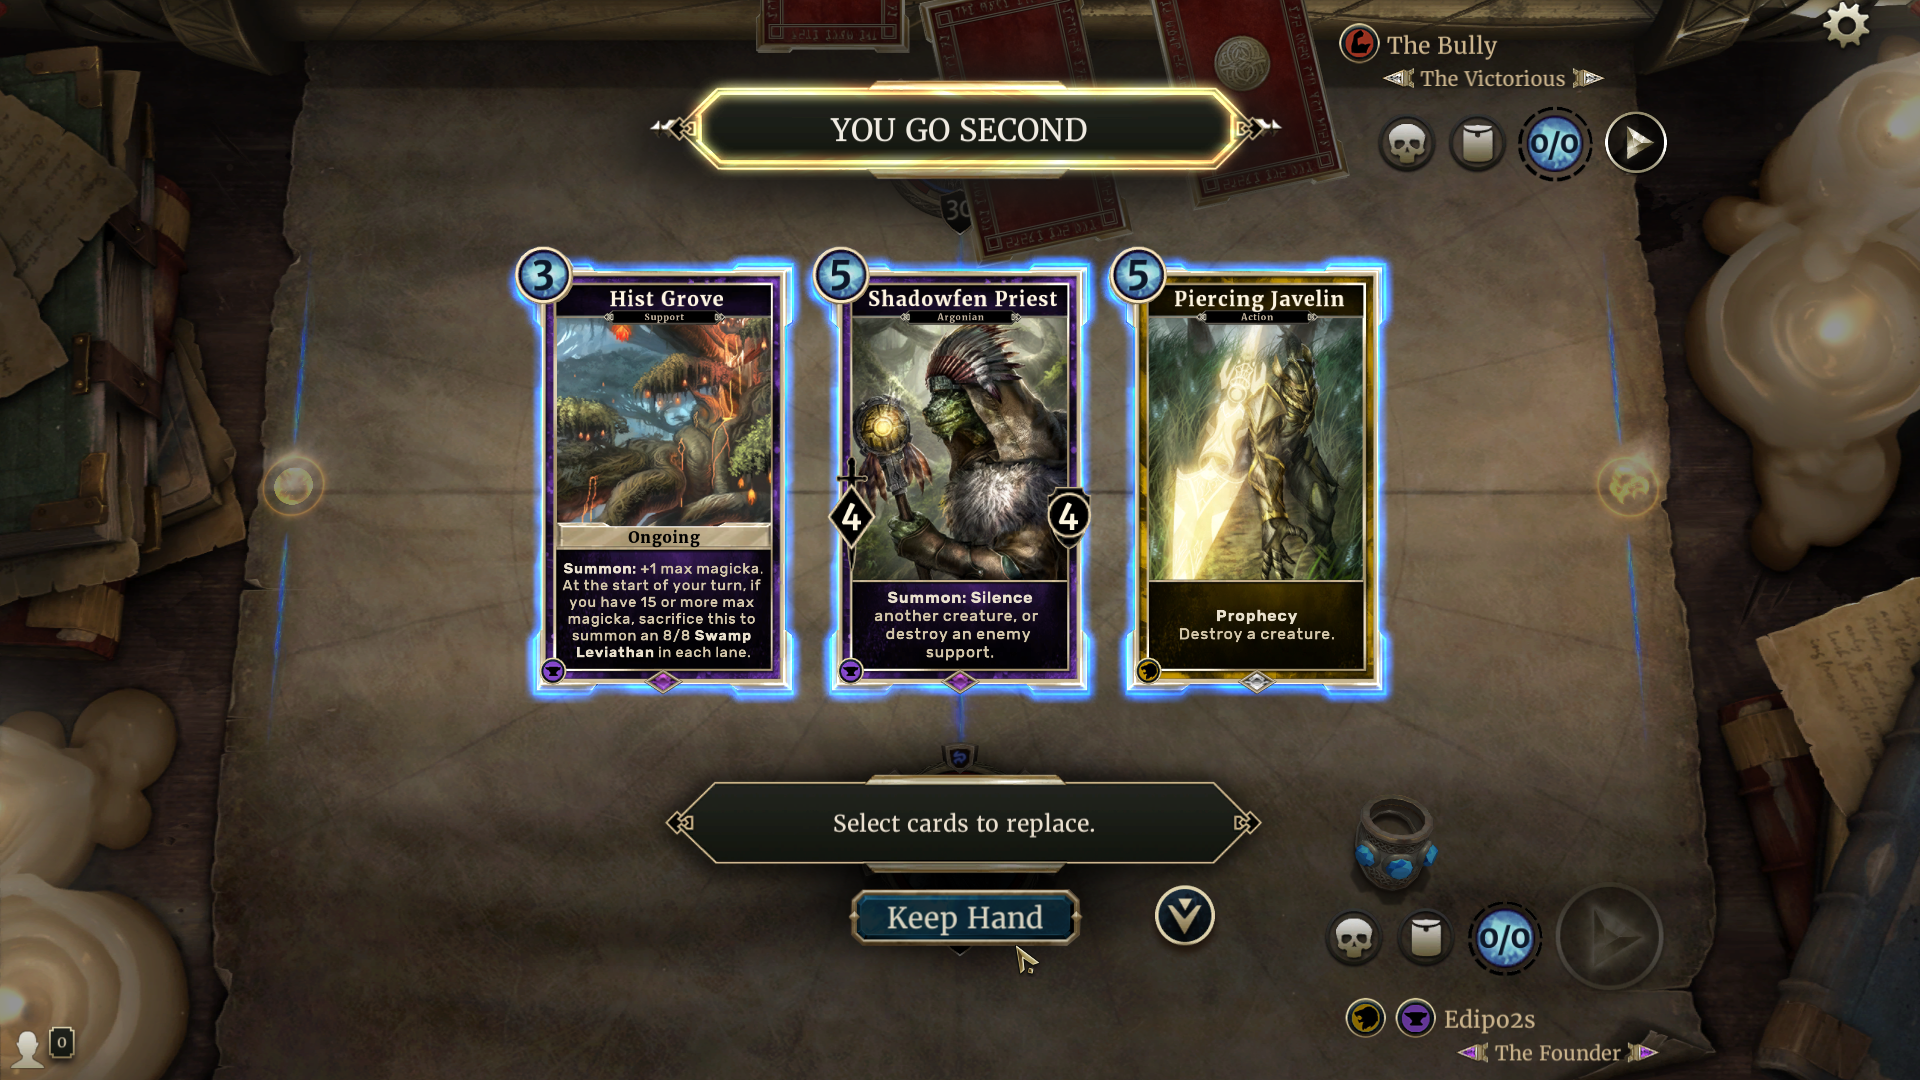 The Bully
The Victorious
0/0
YOU GO SECOND
30
3
Hist Grove
Support
Ongoing
Summon: +1 max magicka.
At the start of your turn, if
you have 15 or more max
magicka, sacrifice this to
summon an 8/8 Swamp
Leviathan in each lane.
5
Shadowfen Priest
Argonian
4
4
Summon: Silence
another creature, or
destroy an enemy
support.
5
Piercing Javelin
Action
Prophecy
Destroy a creature.
Select cards to replace.
Keep Hand
0/0
Edipo2s
The Founder
0